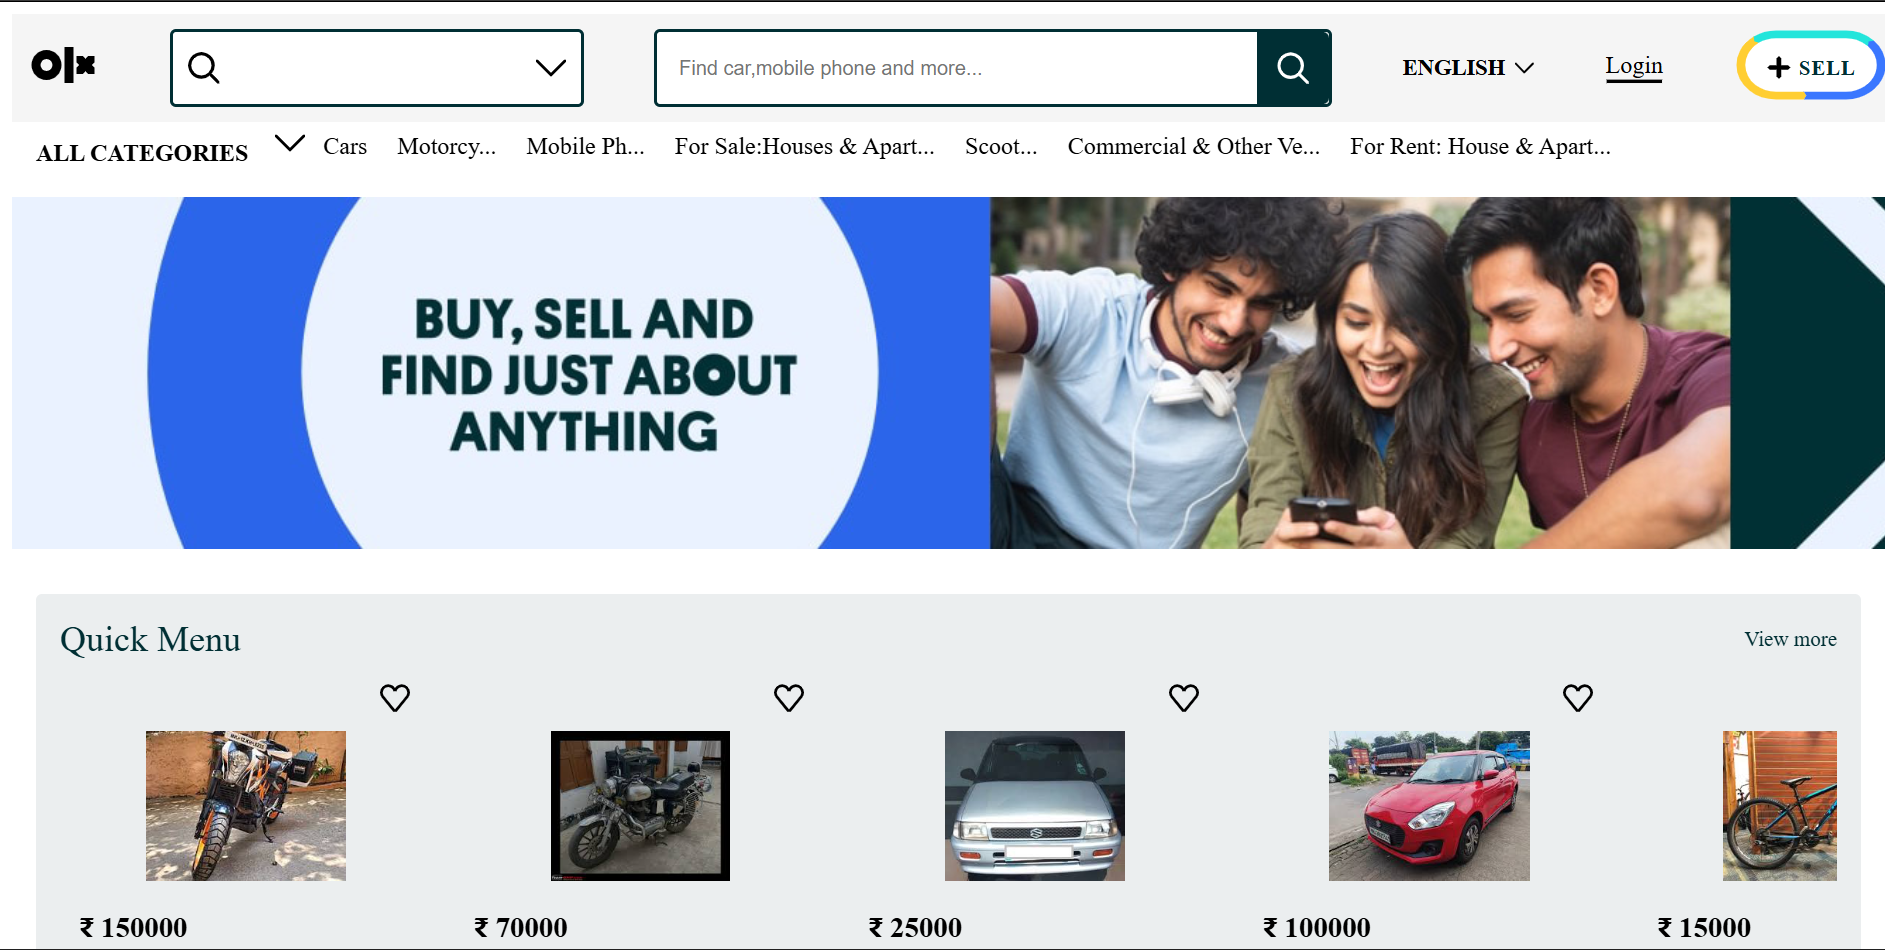 olx
Find car,mobile phone and more...
ENGLISH
Login
SELL
ALL CATEGORIES
Cars
Motorcy...
Mobile Ph...
For Sale:Houses & Apart...
Scoot...
Commercial & Other Ve...
For Rent: House & Apart...
BUY, SELL AND
FIND JUST ABOUT
ANYTHING
Quick Menu
View more
₹ 150000
₹ 70000
₹ 25000
₹ 100000
₹ 15000